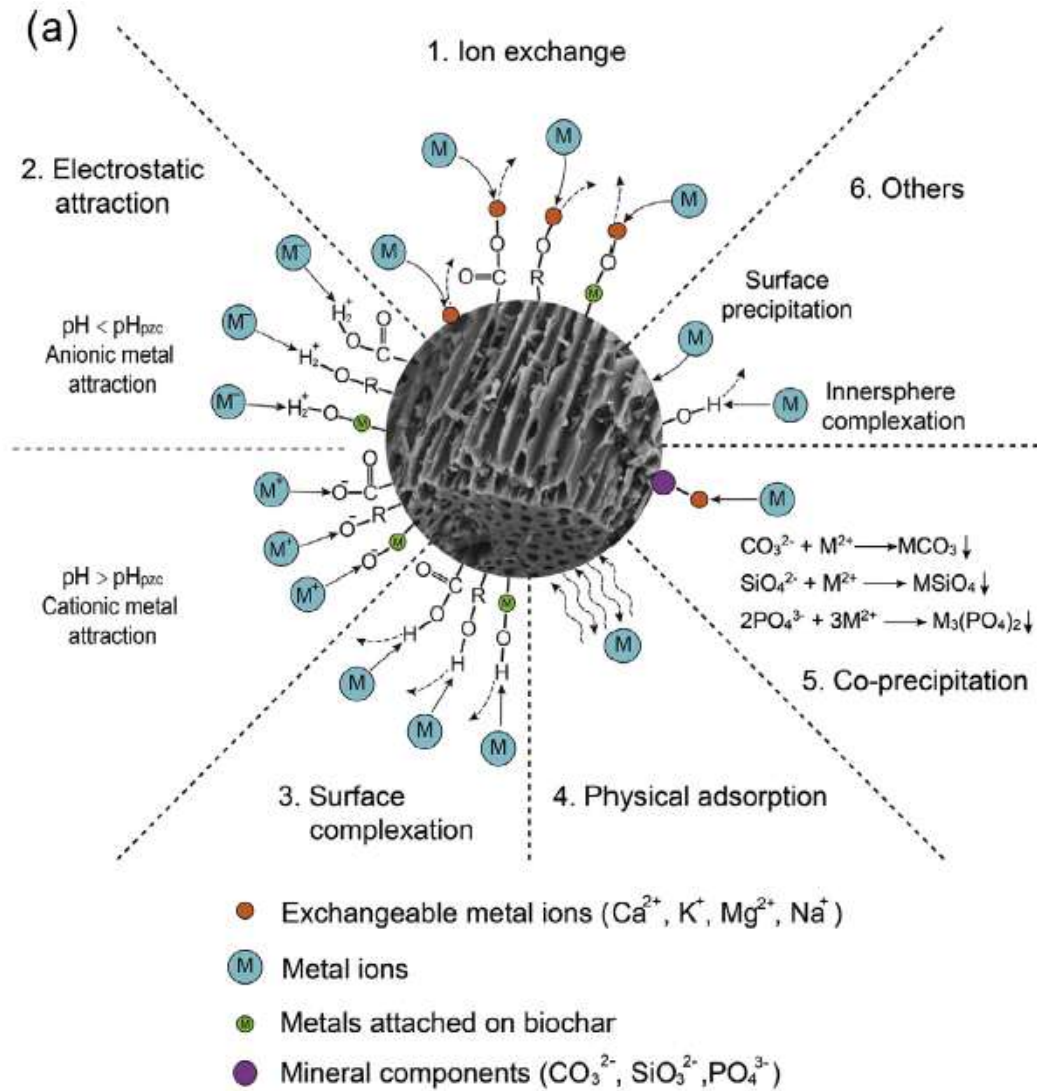 (a)
1. Ion exchange
2. Electrostatic
attraction
6. Others
M
M
M
M
M⁻
M⁻
M⁻
O=C
O
R
O
O
M
H₂⁺
O
C
O
H₂⁺-O-R
H₂⁺-O
M
pH < pHpzc
Anionic metal
attraction
Surface
precipitation
M
O-H
M
Innersphere
complexation
pH > pHpzc
Cationic metal
attraction
M⁺
O⁻
C
O
M⁺
O⁻
R
M⁺
O⁻
M
M
CO₃²⁻ + M²⁺ → MCO₃↓
SiO₄²⁻ + M²⁺ → MSiO₄↓
2PO₄³⁻ + 3M²⁺ → M₃(PO₄)₂↓
5. Co-precipitation
O=C
O
H
R
O
H
M
O
H
M
M
M
M
3. Surface
complexation
4. Physical adsorption
Exchangeable metal ions (Ca²⁺, K⁺, Mg²⁺, Na⁺)
M Metal ions
M Metals attached on biochar
Mineral components (CO₃²⁻, SiO₃²⁻,PO₄³⁻)